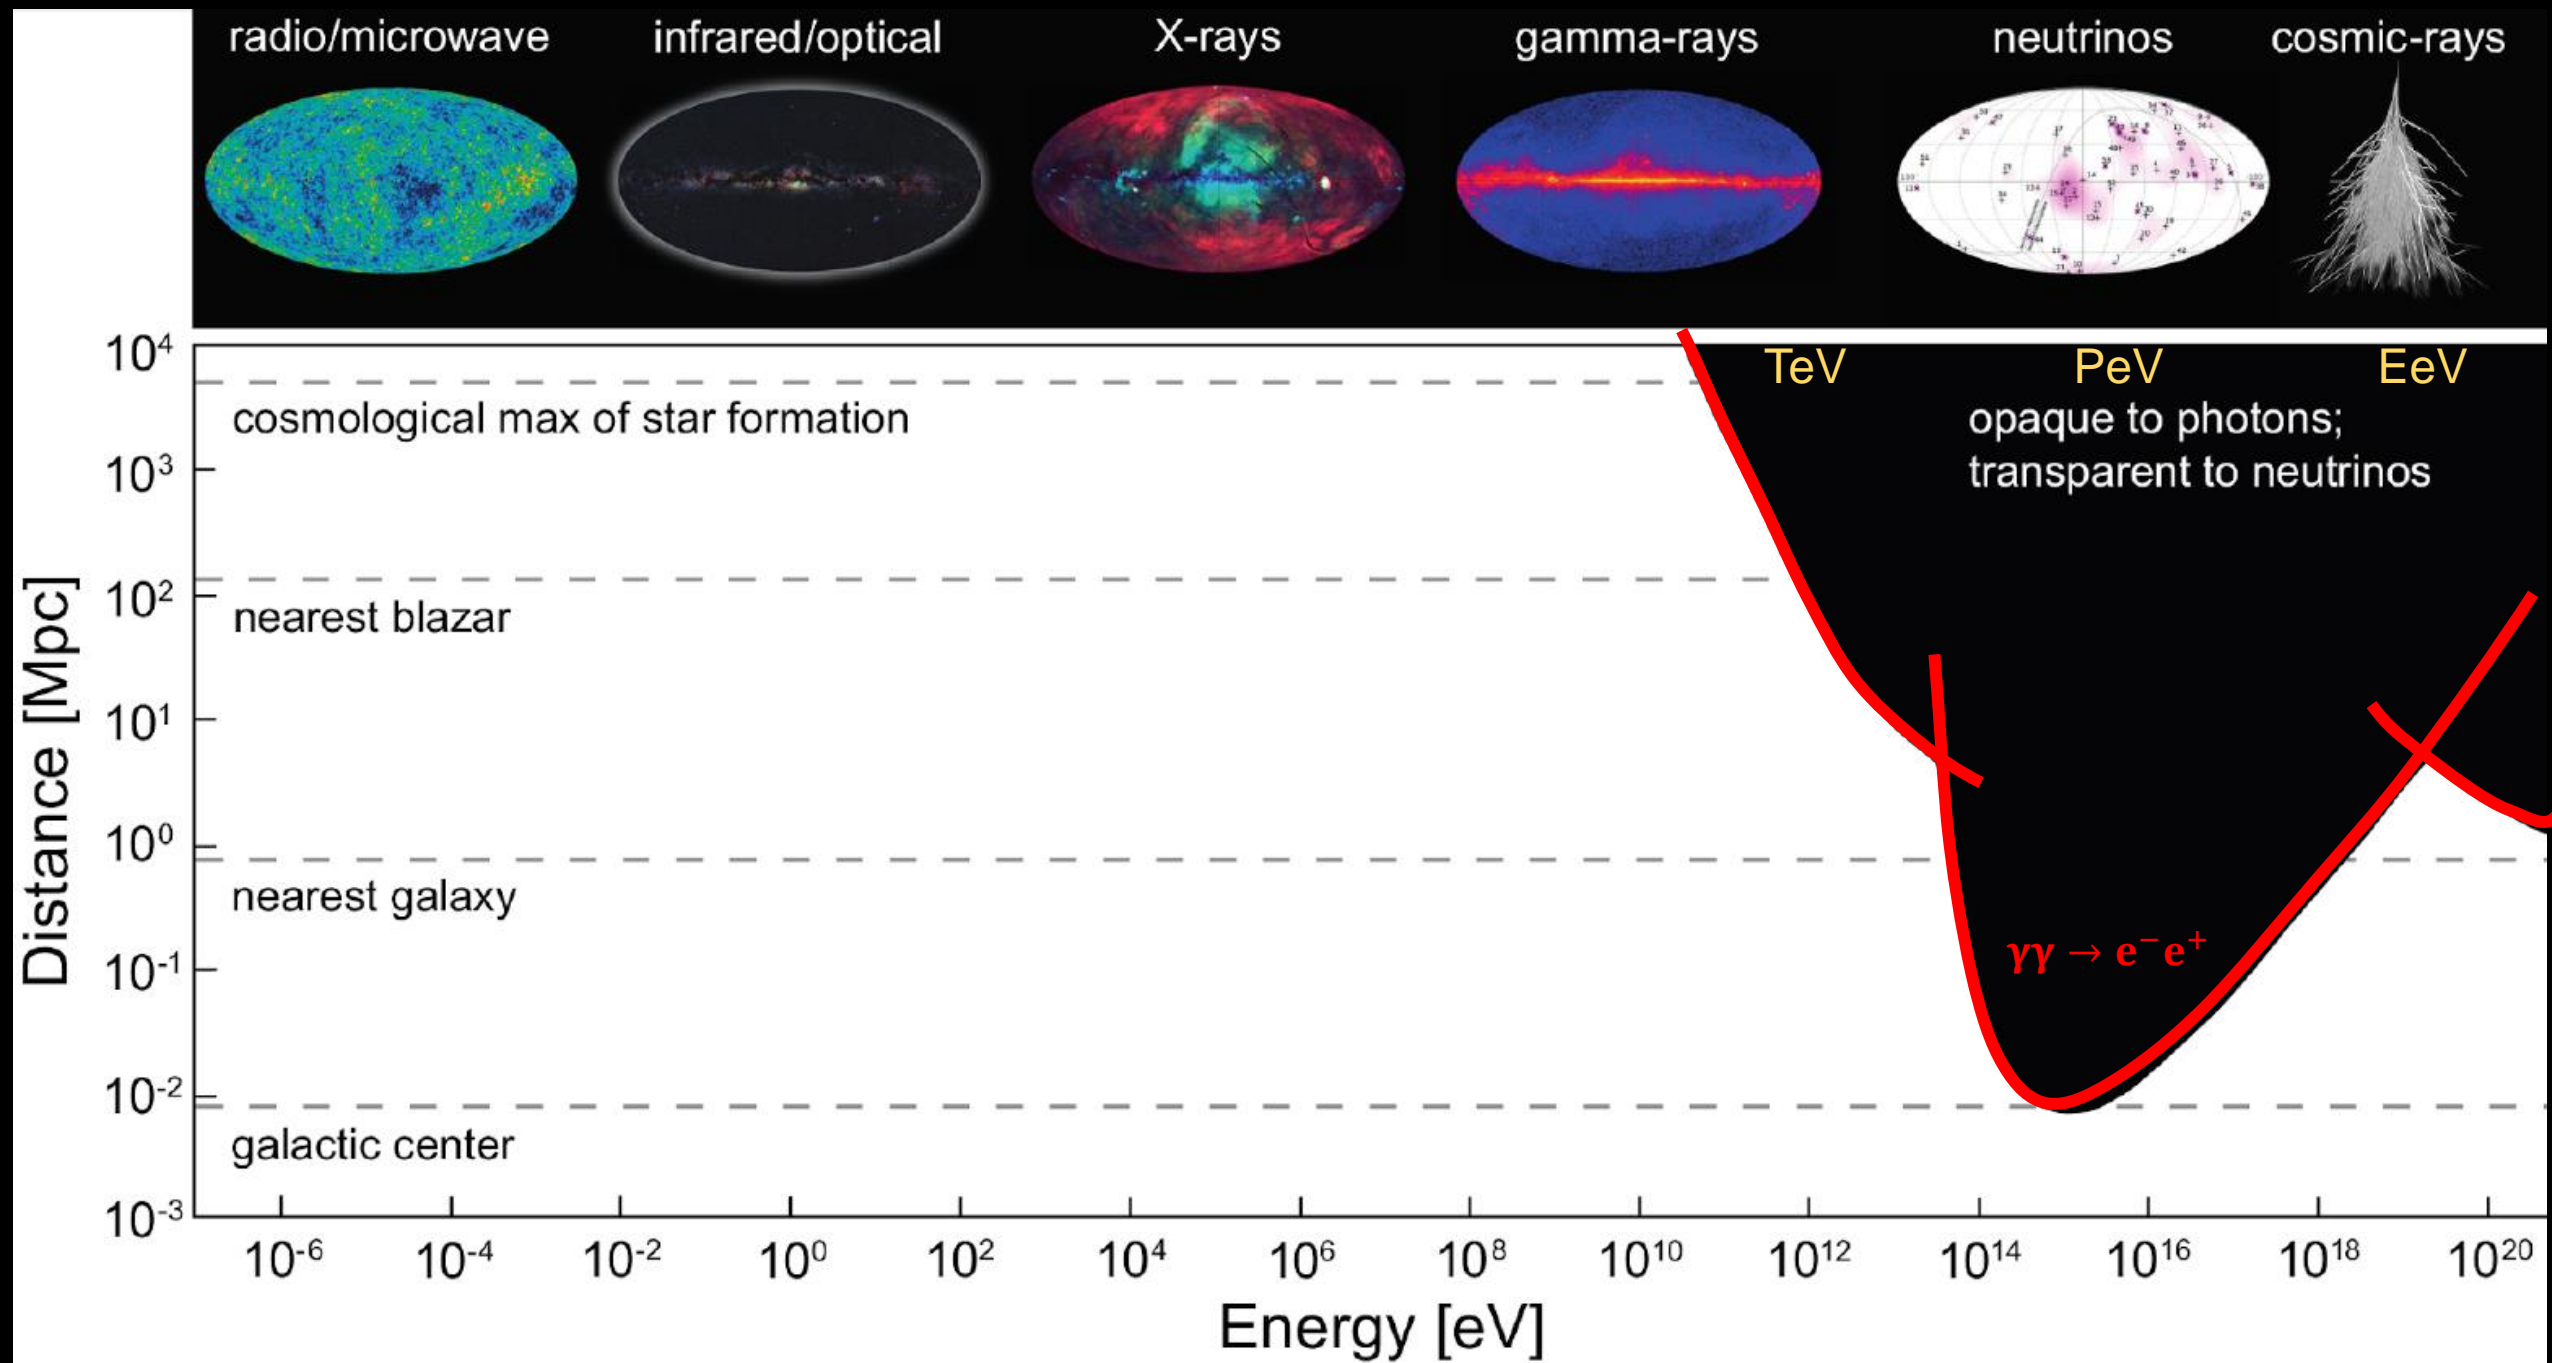 radio/microwave infrared/optical X-rays gamma-rays neutrinos cosmic-rays
10⁴
TeV PeV EeV
cosmological max of star formation
opaque to photons;
transparent to neutrinos
10³
10²
nearest blazar
10¹
10⁰
nearest galaxy
γγ → e⁻e⁺
10⁻¹
10⁻²
galactic center
10⁻³
Distance [Mpc]
10⁻⁶ 10⁻⁴ 10⁻² 10⁰ 10² 10⁴ 10⁶ 10⁸ 10¹⁰ 10¹² 10¹⁴ 10¹⁶ 10¹⁸ 10²⁰
Energy [eV]